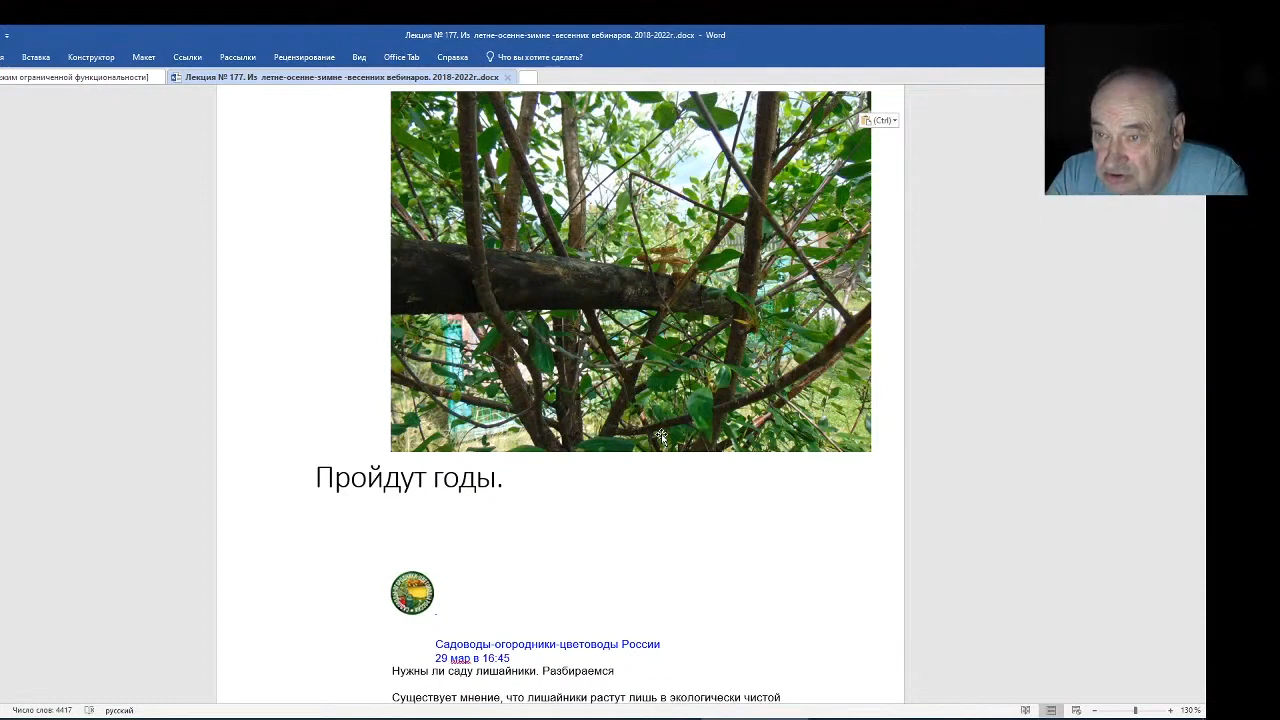 Лекция № 177. Из летне-осенне-зимне -весенних вебинаров. 2018-2022г..docx - Word
Вставка Конструктор Макет Ссылки Рассылки Рецензирование Вид Office Tab Справка Что вы хотите сделать?
ограниченной функциональности] Лекция № 177. Из летне-осенне-зимне -весенних вебинаров. 2018-2022г..docx
(Ctrl)
Пройдут годы.
Садоводы-огородники-цветоводы России
29 мар в 16:45
Нужны ли саду лишайники. Разбираемся
Существует мнение, что лишайники растут лишь в экологически чистой
Число слов: 4417 русский 130 %